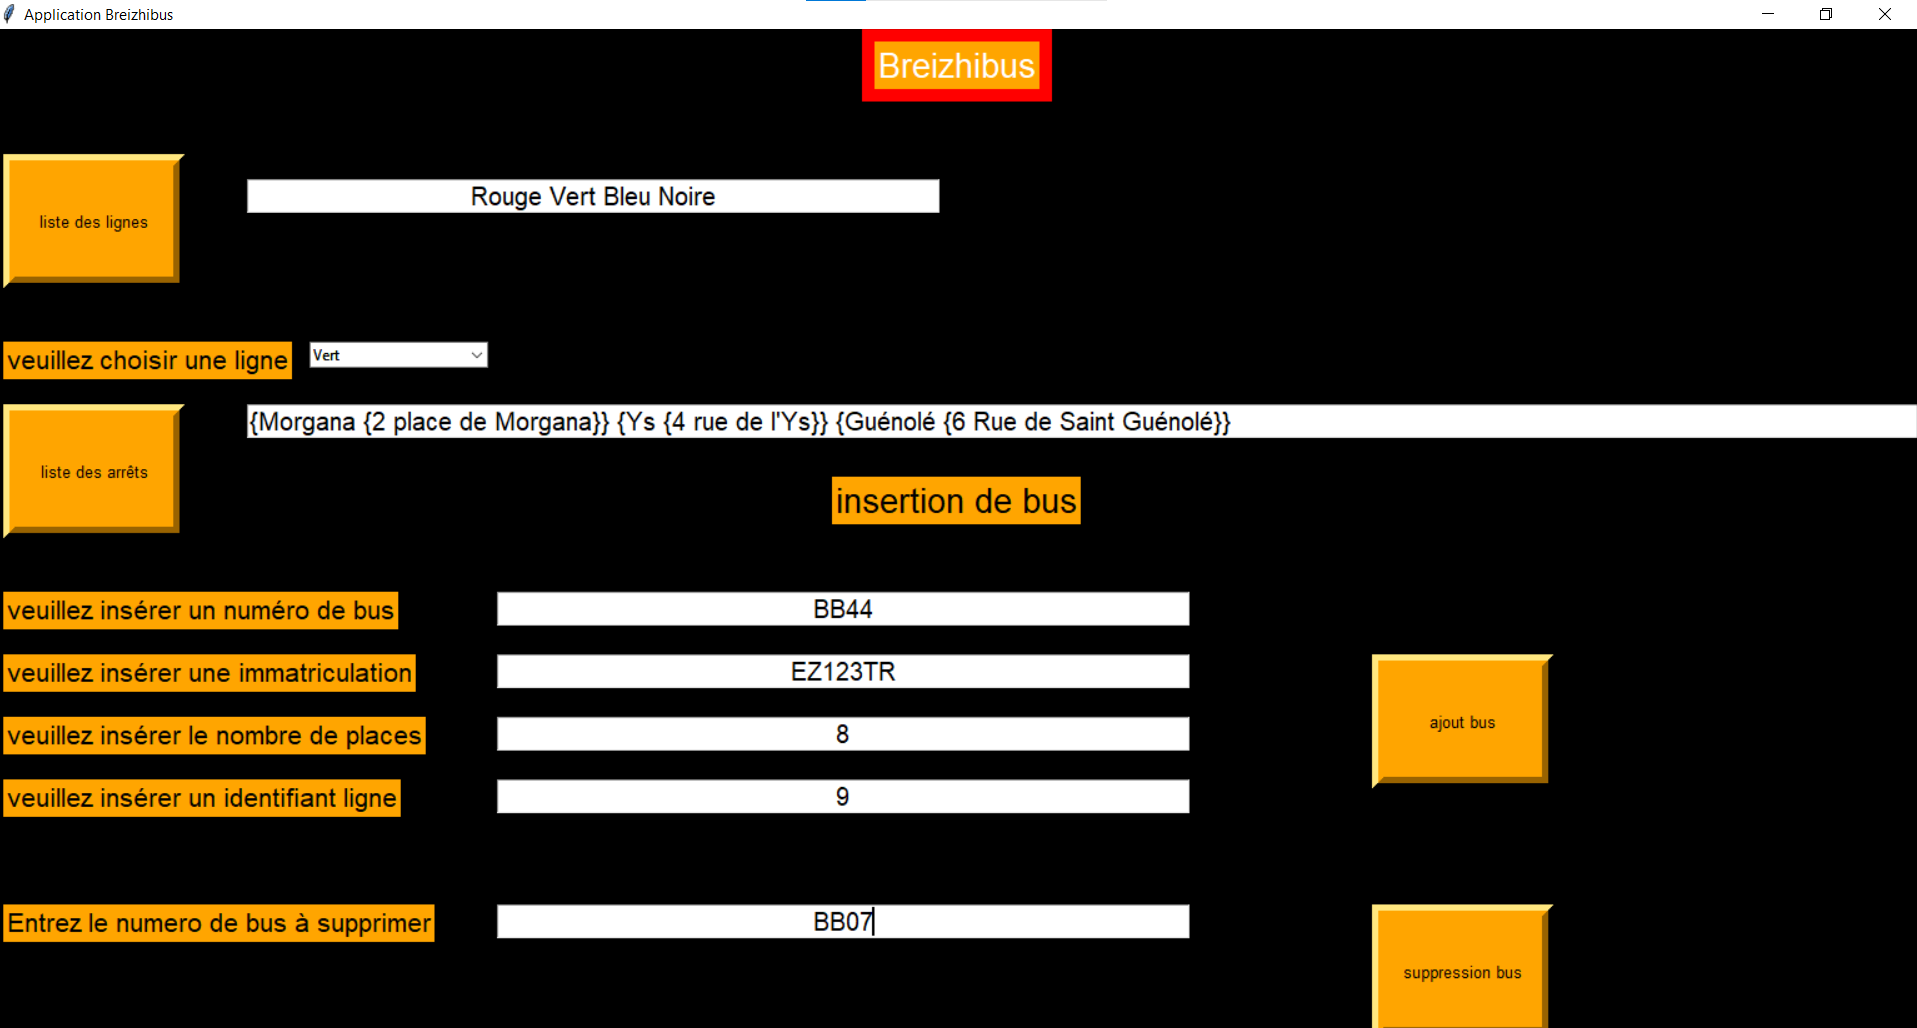 Application Breizhibus
Breizhibus
liste des lignes
Rouge Vert Bleu Noire
veuillez choisir une ligne
Vert
liste des arrêts
{Morgana {2 place de Morgana}} {Ys {4 rue de l'Ys}} {Guénolé {6 Rue de Saint Guénolé}}
insertion de bus
veuillez insérer un numéro de bus
BB44
veuillez insérer une immatriculation
EZ123TR
veuillez insérer le nombre de places
8
ajout bus
veuillez insérer un identifiant ligne
9
Entrez le numero de bus à supprimer
BB07
suppression bus